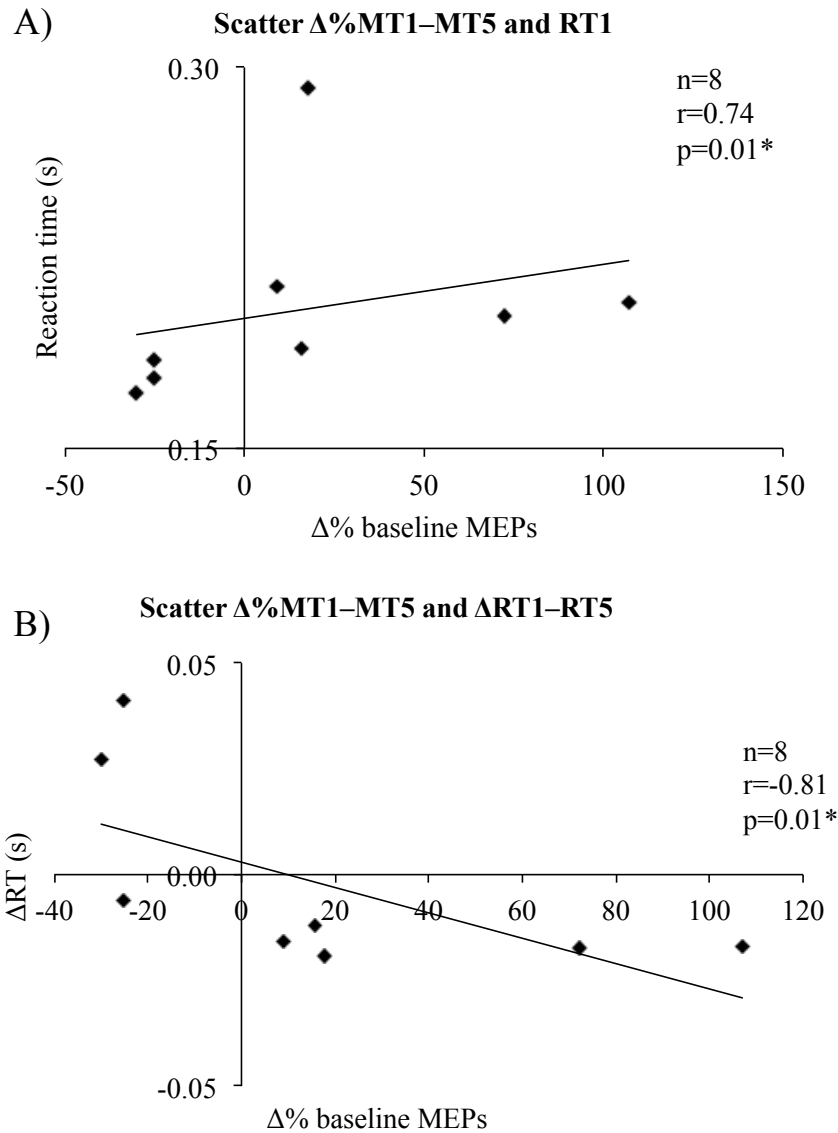 A)
Scatter Δ%MT1–MT5 and RT1
0.30
n=8
r=0.74
p=0.01*
Reaction time (s)
0.15
-50 0 50 100 150
Δ% baseline MEPs
B)
Scatter Δ%MT1–MT5 and ΔRT1–RT5
0.05
n=8
r=-0.81
p=0.01*
ΔRT (s)
0.00
-40 -20 0 20 40 60 80 100 120
-0.05
Δ% baseline MEPs